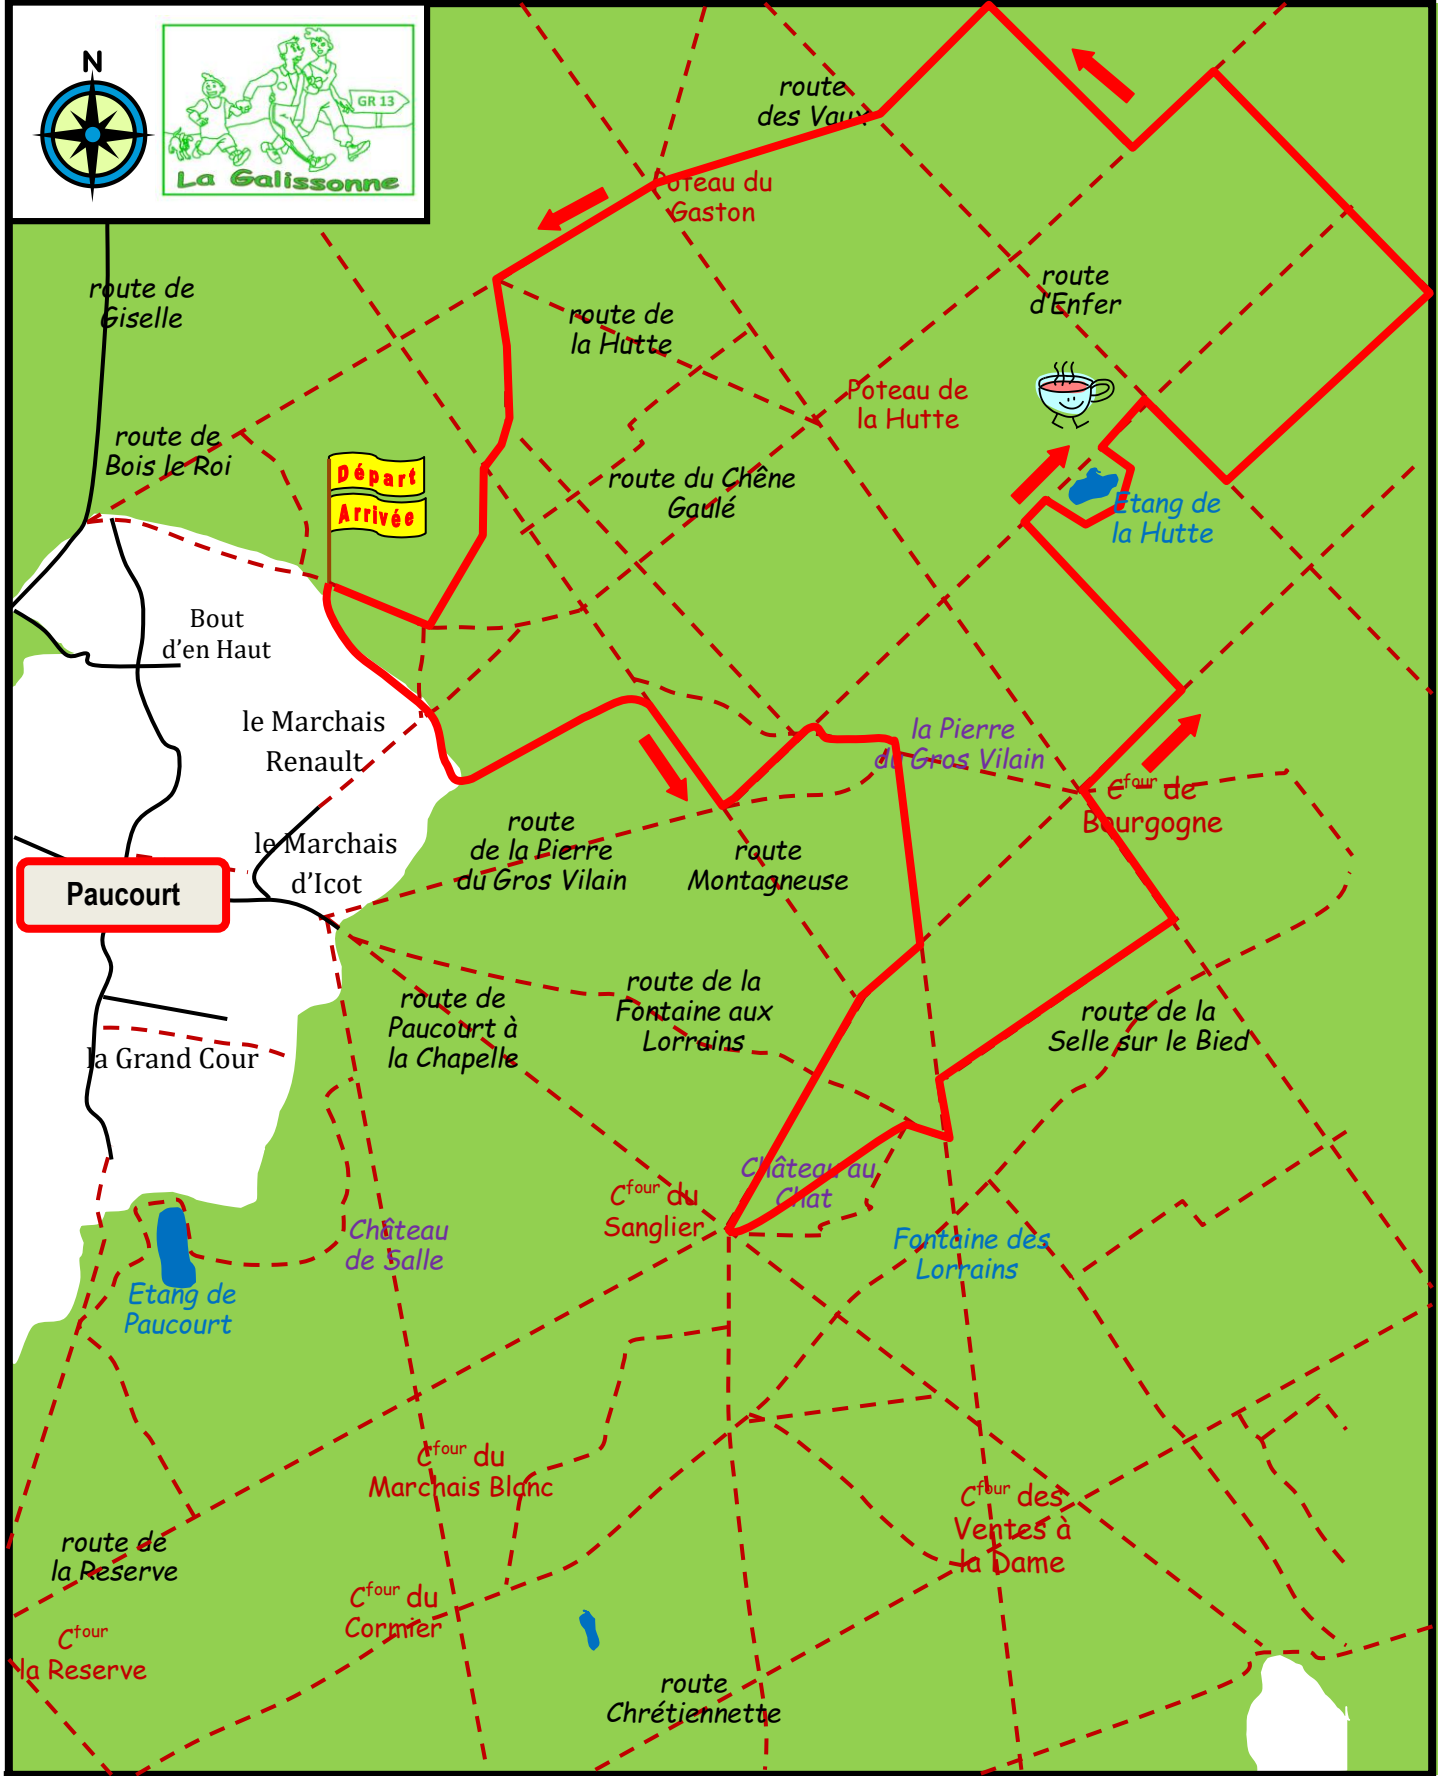 N
GR 13
La Galissonne
route
des Vaux
Poteau du
Gaston
route de
Giselle
route
d'Enfer
route de
la Hutte
Poteau de
la Hutte
route de
Bois le Roi
Départ
Arrivée
route du Chêne
Gaulé
Etang de
la Hutte
Bout
d'en Haut
le Marchais
Renault
la Pierre
du Gros Vilain
Cfour de
Bourgogne
route
de la Pierre
du Gros Vilain
route
Montagneuse
le Marchais
d'Icot
Paucourt
route de
Paucourt à
la Chapelle
route de la
Fontaine aux
Lorrains
route de la
Selle sur le Bied
la Grand Cour
Château au
Chat
Cfour du
Sanglier
Château
de Salle
Fontaine des
Lorrains
Etang de
Paucourt
Cfour du
Marchais Blanc
Cfour des
Ventes à
la Dame
route de
la Reserve
Cfour du
Cormier
Cfour
la Reserve
route
Chrétiennette